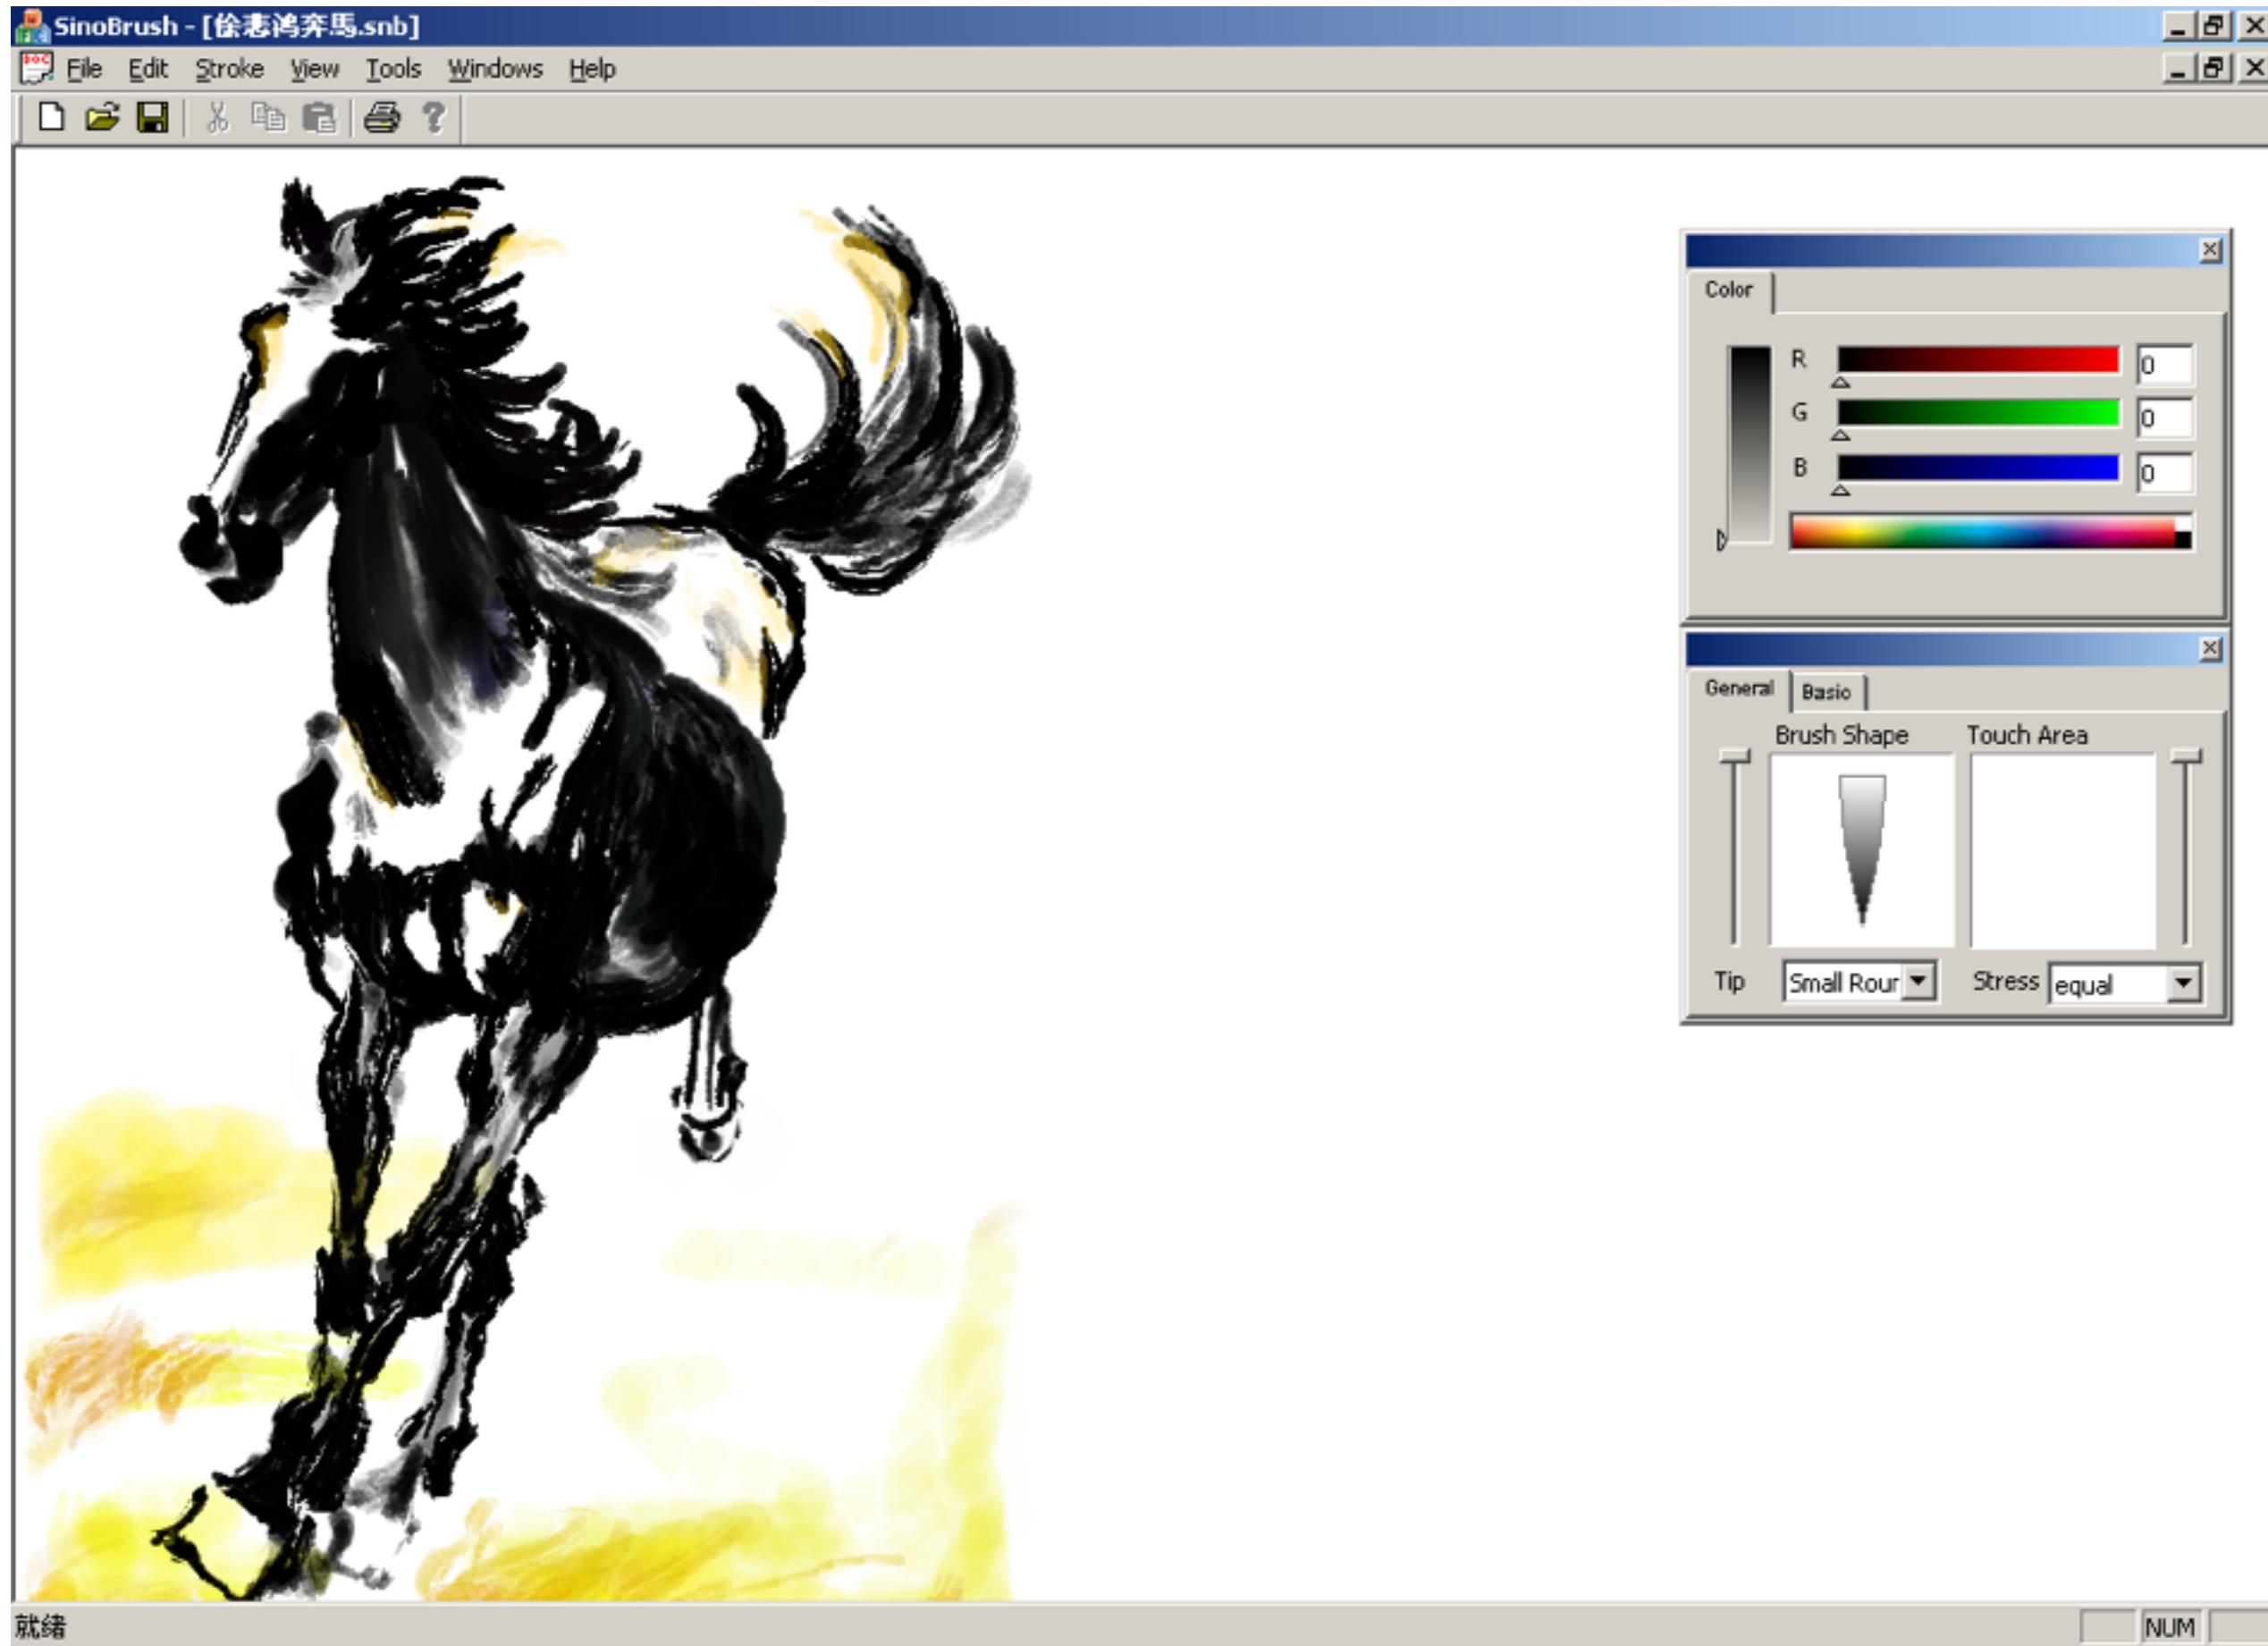 SinoBrush - [徐悲鸿奔馬.snb]
File Edit Stroke View Tools Windows Help
Color
R 0
G 0
B 0
General Basic
Brush Shape Touch Area
Tip Small Rour Stress equal
就绪 NUM